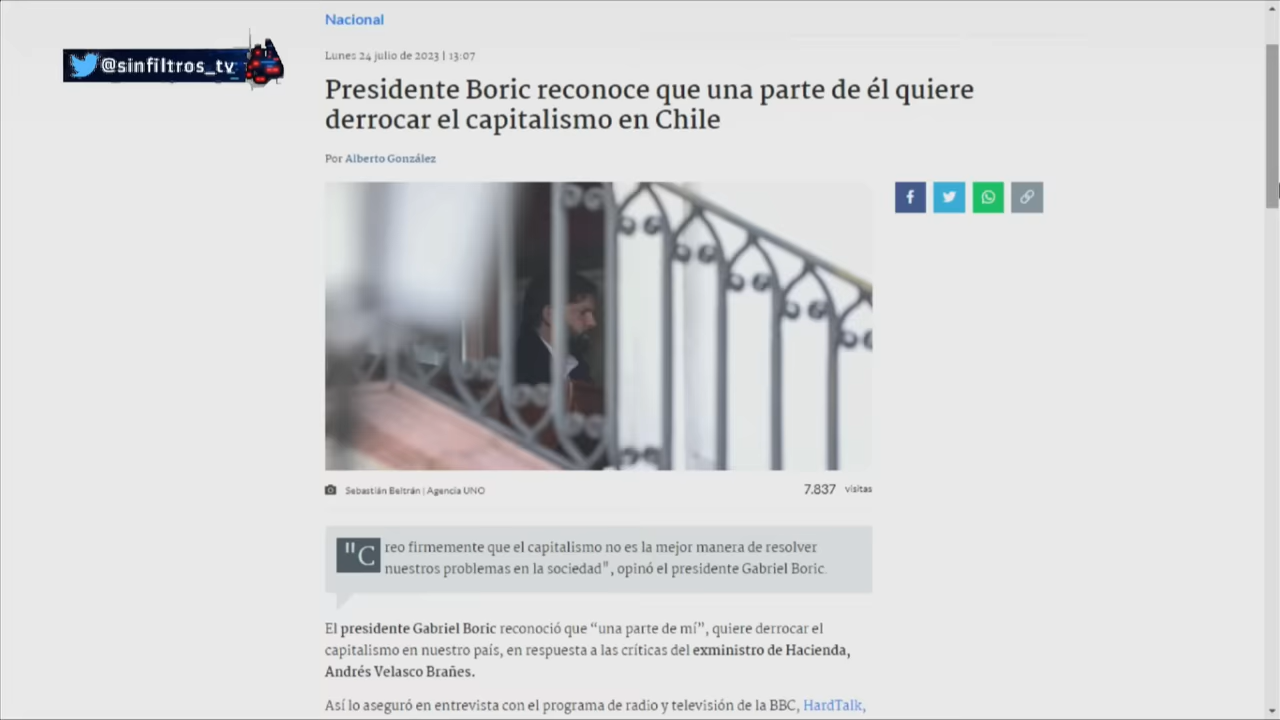 Nacional
@sinfiltros_tv
Lunes 24 julio de 2023 | 13:07
Presidente Boric reconoce que una parte de él quiere
derrocar el capitalismo en Chile
Por Alberto González
Sebastián Beltrán | Agencia UNO
7.837 visitas
"Creo firmemente que el capitalismo no es la mejor manera de resolver
nuestros problemas en la sociedad", opinó el presidente Gabriel Boric.
El presidente Gabriel Boric reconoció que “una parte de mí”, quiere derrocar el
capitalismo en nuestro país, en respuesta a las críticas del exministro de Hacienda,
Andrés Velasco Brañes.
Así lo aseguró en entrevista con el programa de radio y televisión de la BBC, HardTalk,